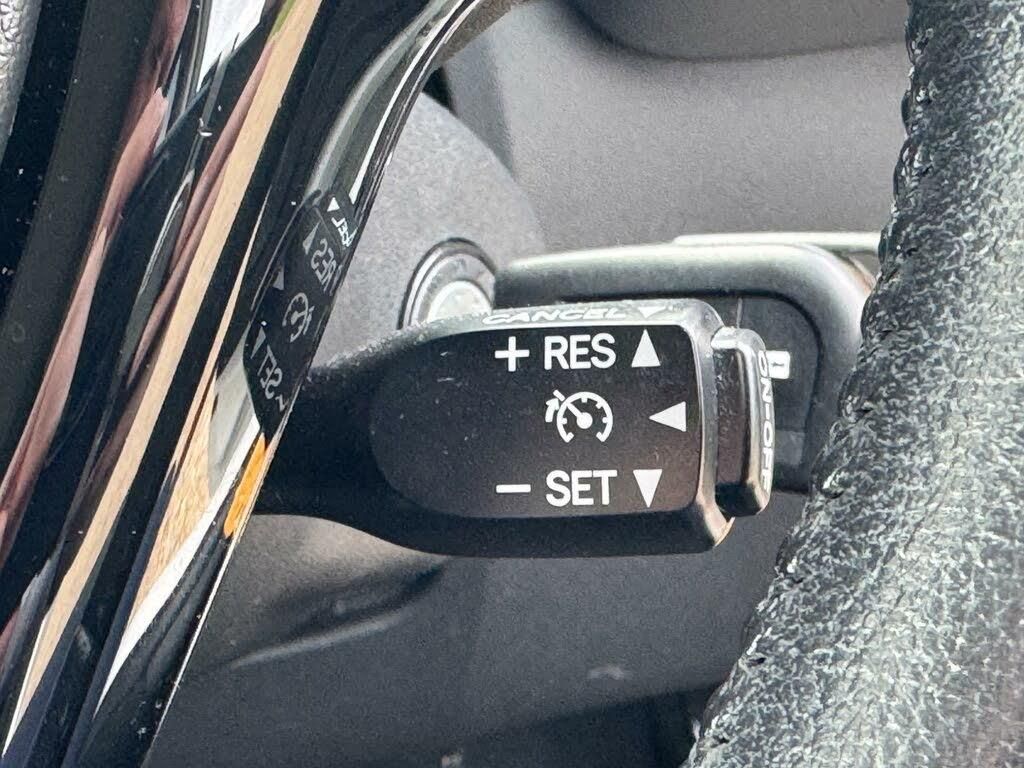 CANCEL ▼
+ RES ▲
◀
− SET ▼
ON-OFF